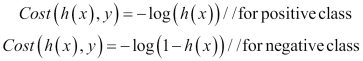 Cost(h(x), y) = −log(h(x))//for positive class
Cost(h(x), y) = −log(1−h(x))//for negative class